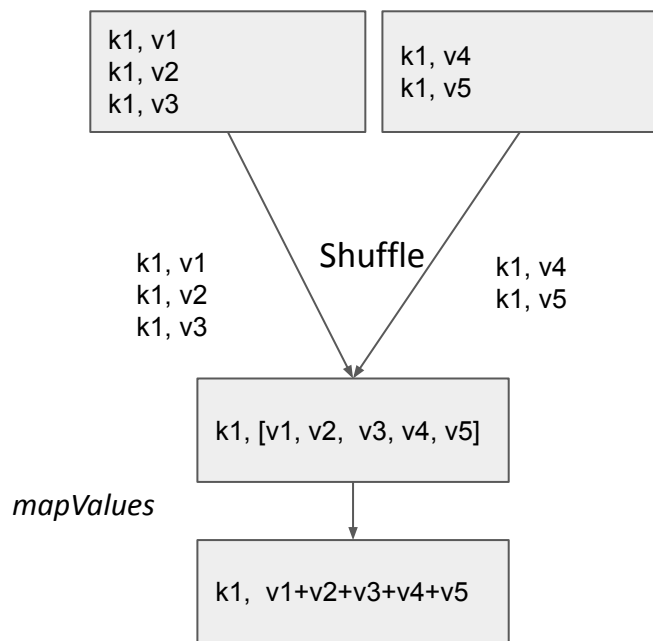 k1, v1
k1, v2
k1, v3
k1, v4
k1, v5
Shuffle
k1, v1
k1, v2
k1, v3
k1, v4
k1, v5
k1, [v1, v2,  v3, v4, v5]
mapValues
k1,  v1+v2+v3+v4+v5